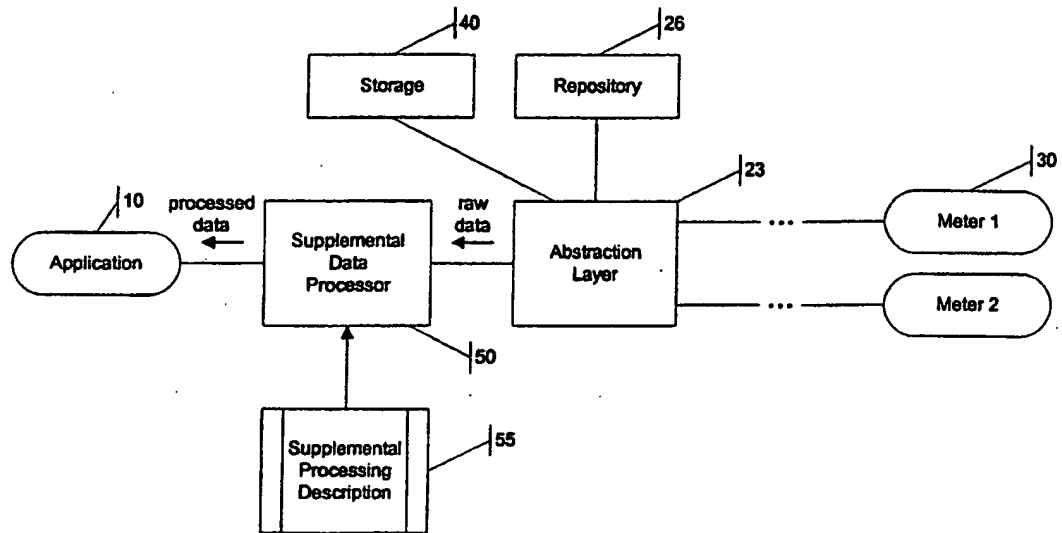 40
26
Storage
Repository
30
23
10
processed
data
raw
data
Meter 1
Application
Supplemental
Data
Processor
Abstraction
Layer
Meter 2
50
Supplemental
Processing
Description
55